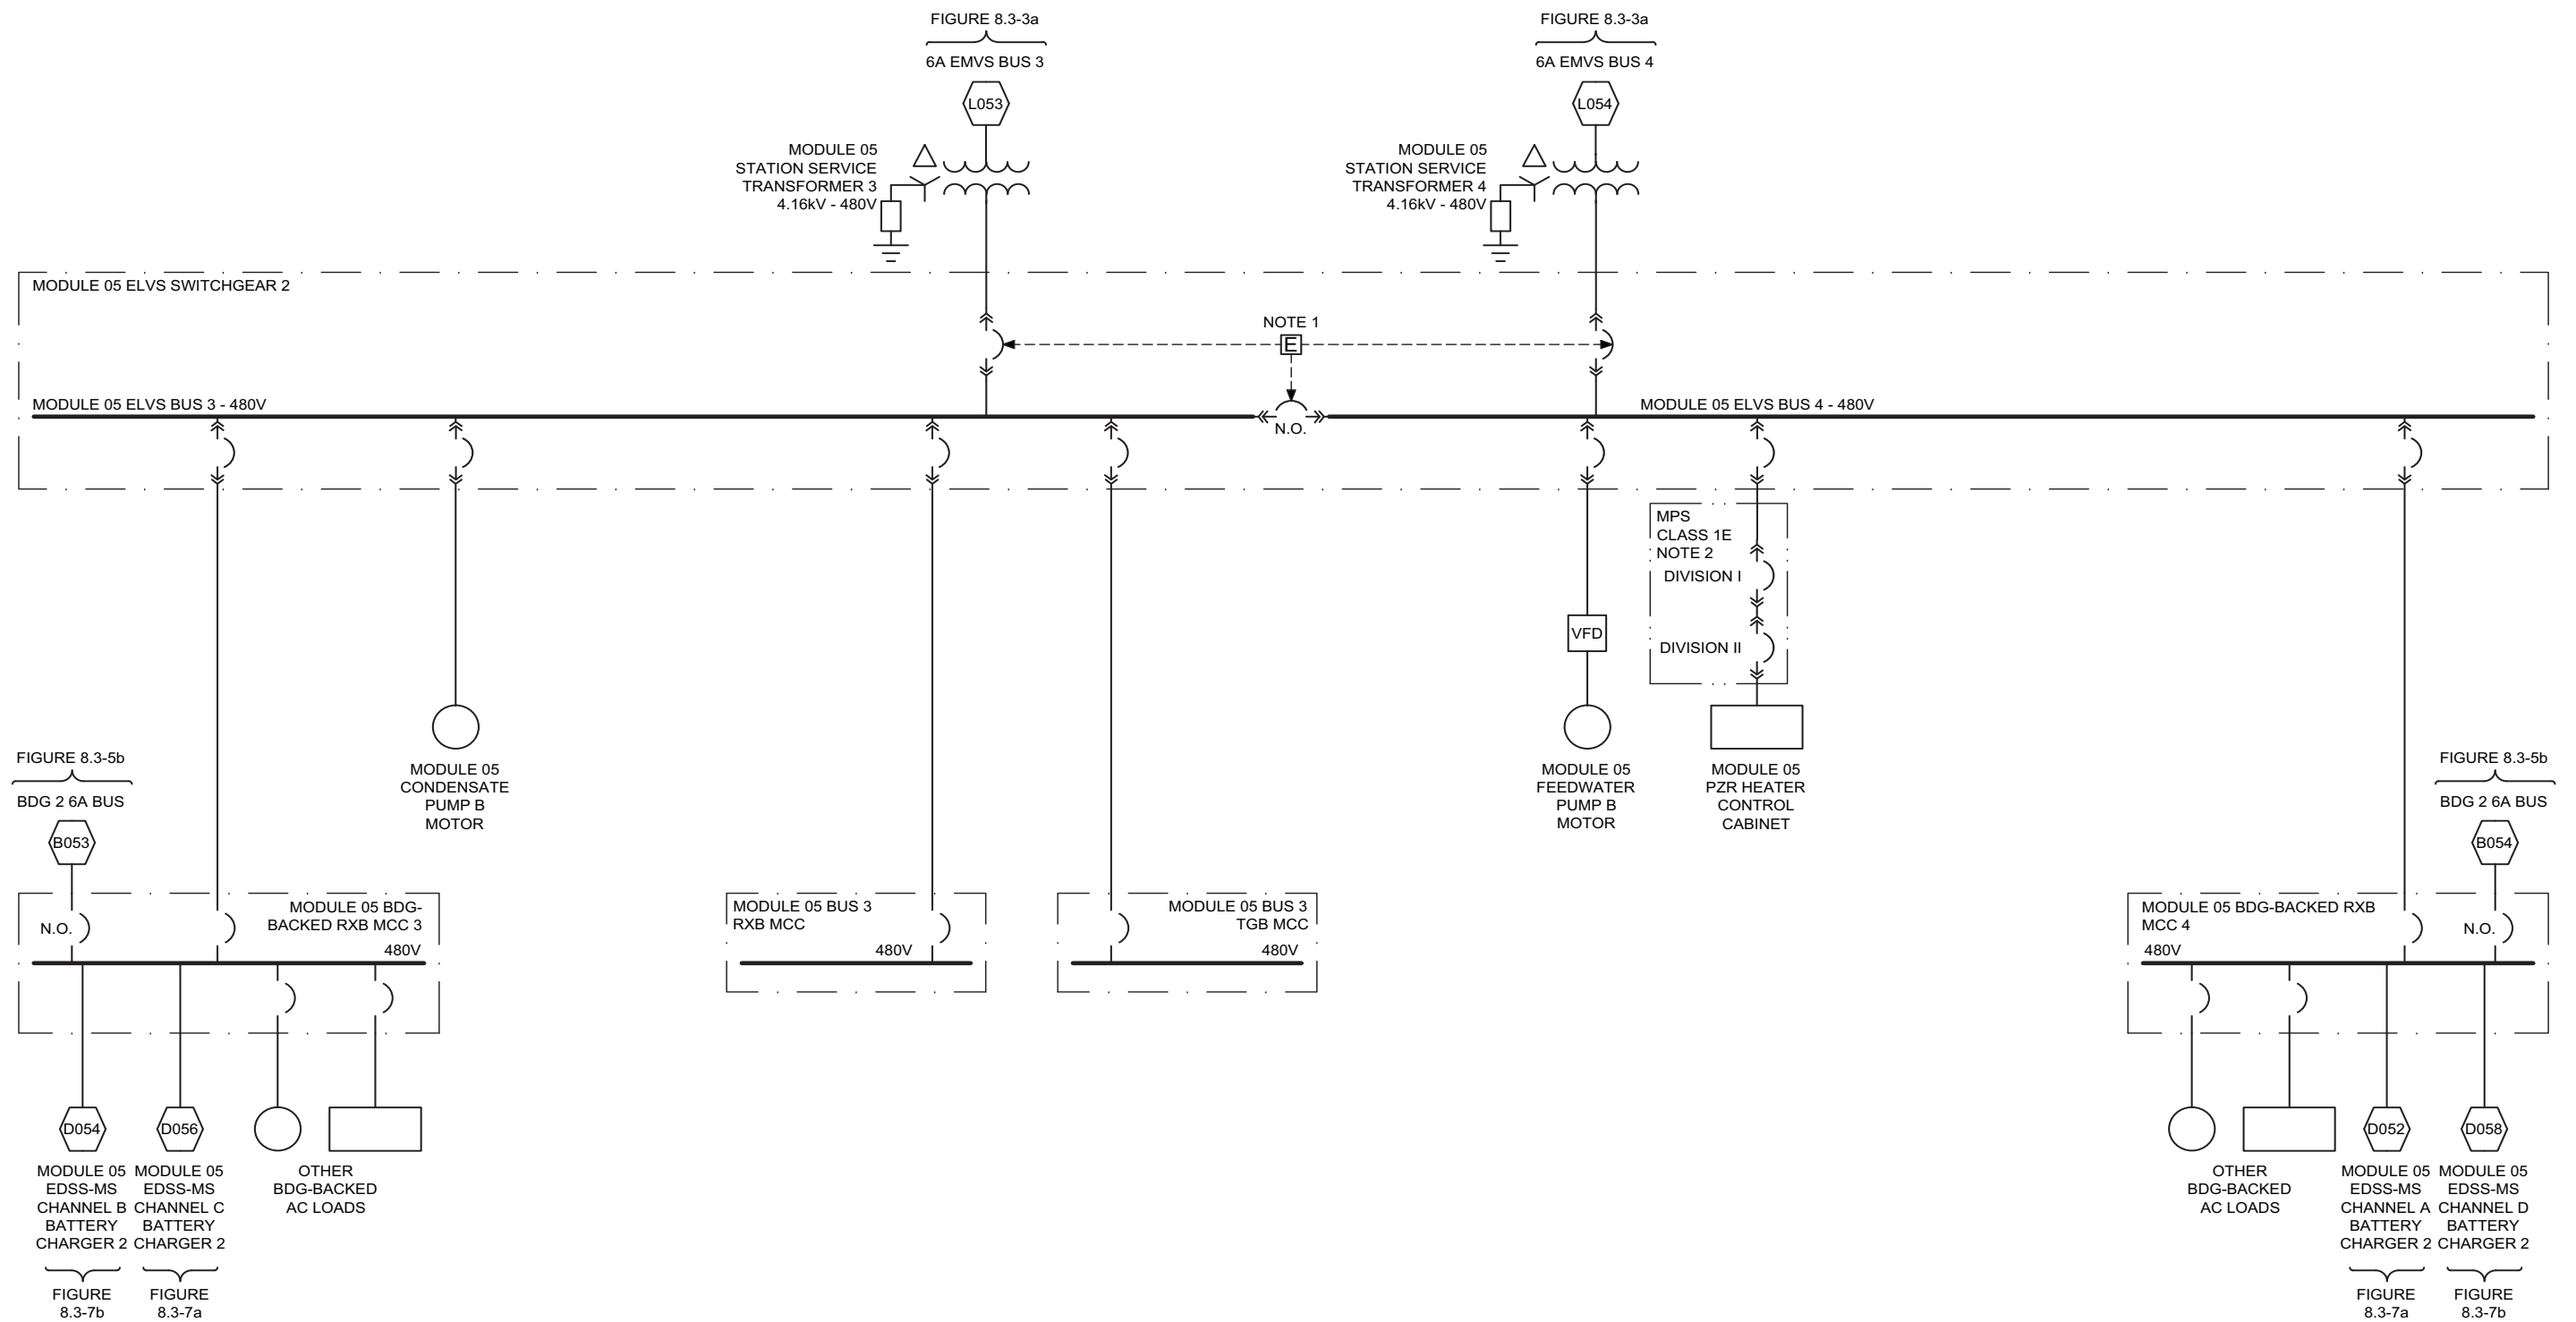 FIGURE 8.3-3a
6A EMVS BUS 3
L053
MODULE 05
STATION SERVICE
TRANSFORMER 3
4.16kV - 480V
FIGURE 8.3-3a
6A EMVS BUS 4
L054
MODULE 05
STATION SERVICE
TRANSFORMER 4
4.16kV - 480V
MODULE 05 ELVS SWITCHGEAR 2
NOTE 1
E
MODULE 05 ELVS BUS 3 - 480V
N.O.
MODULE 05 ELVS BUS 4 - 480V
MPS
CLASS 1E
NOTE 2
DIVISION I
DIVISION II
VFD
MODULE 05
CONDENSATE
PUMP B
MOTOR
MODULE 05
FEEDWATER
PUMP B
MOTOR
MODULE 05
PZR HEATER
CONTROL
CABINET
FIGURE 8.3-5b
BDG 2 6A BUS
B053
N.O.
MODULE 05 BDG-
BACKED RXB MCC 3
480V
MODULE 05 BUS 3
RXB MCC
480V
MODULE 05 BUS 3
TGB MCC
480V
FIGURE 8.3-5b
BDG 2 6A BUS
B054
MODULE 05 BDG-BACKED RXB
MCC 4
480V
N.O.
D054
MODULE 05
EDSS-MS
CHANNEL B
BATTERY
CHARGER 2
FIGURE
8.3-7b
D056
MODULE 05
EDSS-MS
CHANNEL C
BATTERY
CHARGER 2
FIGURE
8.3-7a
OTHER
BDG-BACKED
AC LOADS
OTHER
BDG-BACKED
AC LOADS
D052
MODULE 05
EDSS-MS
CHANNEL A
BATTERY
CHARGER 2
FIGURE
8.3-7a
D058
MODULE 05
EDSS-MS
CHANNEL D
BATTERY
CHARGER 2
FIGURE
8.3-7b